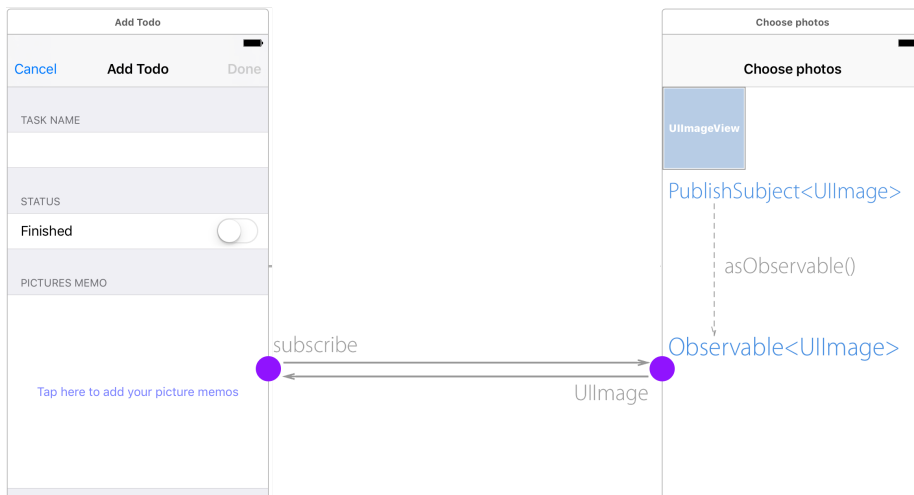 Add Todo
Cancel Add Todo Done
TASK NAME
STATUS
Finished
PICTURES MEMO
Tap here to add your picture memos
subscribe
UIImage
Choose photos
Choose photos
UIImageView
PublishSubject<UIImage>
asObservable()
Observable<UIImage>